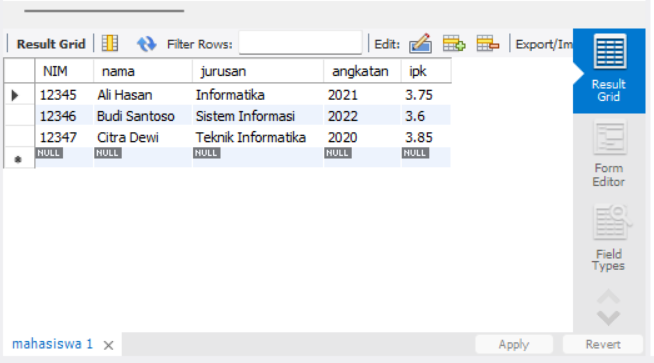 Result Grid Filter Rows: Edit: Export/Im
NIM nama jurusan angkatan ipk
12345 Ali Hasan Informatika 2021 3.75
12346 Budi Santoso Sistem Informasi 2022 3.6
12347 Citra Dewi Teknik Informatika 2020 3.85
NULL NULL NULL NULL NULL
Result
Grid
Form
Editor
Field
Types
mahasiswa 1 Apply Revert